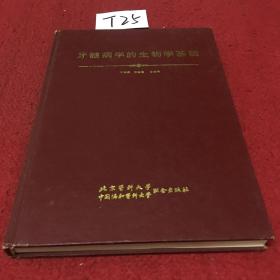 T25
牙髓病学的生物学基础
北京医科大学
中国协和医科大学
联合出版社